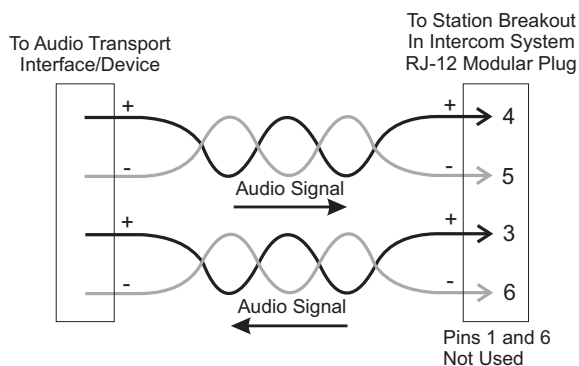 To Audio Transport
Interface/Device
To Station Breakout
In Intercom System
RJ-12 Modular Plug
+
+
4
-
-
5
Audio Signal
+
+
3
-
-
6
Audio Signal
Pins 1 and 6
Not Used